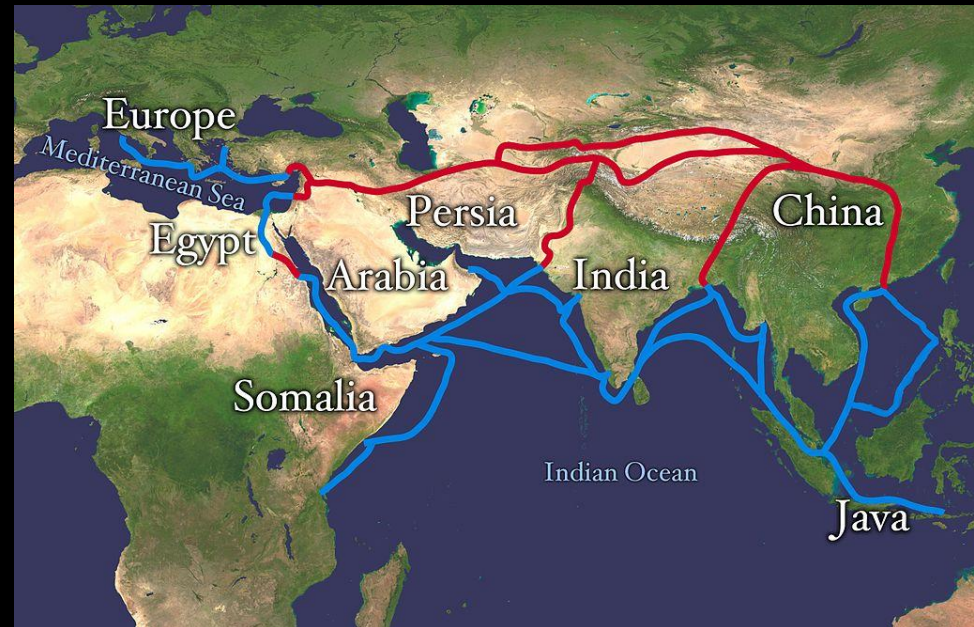 Europe
Mediterranean Sea
Egypt
Persia
China
Arabia
India
Somalia
Indian Ocean
Java